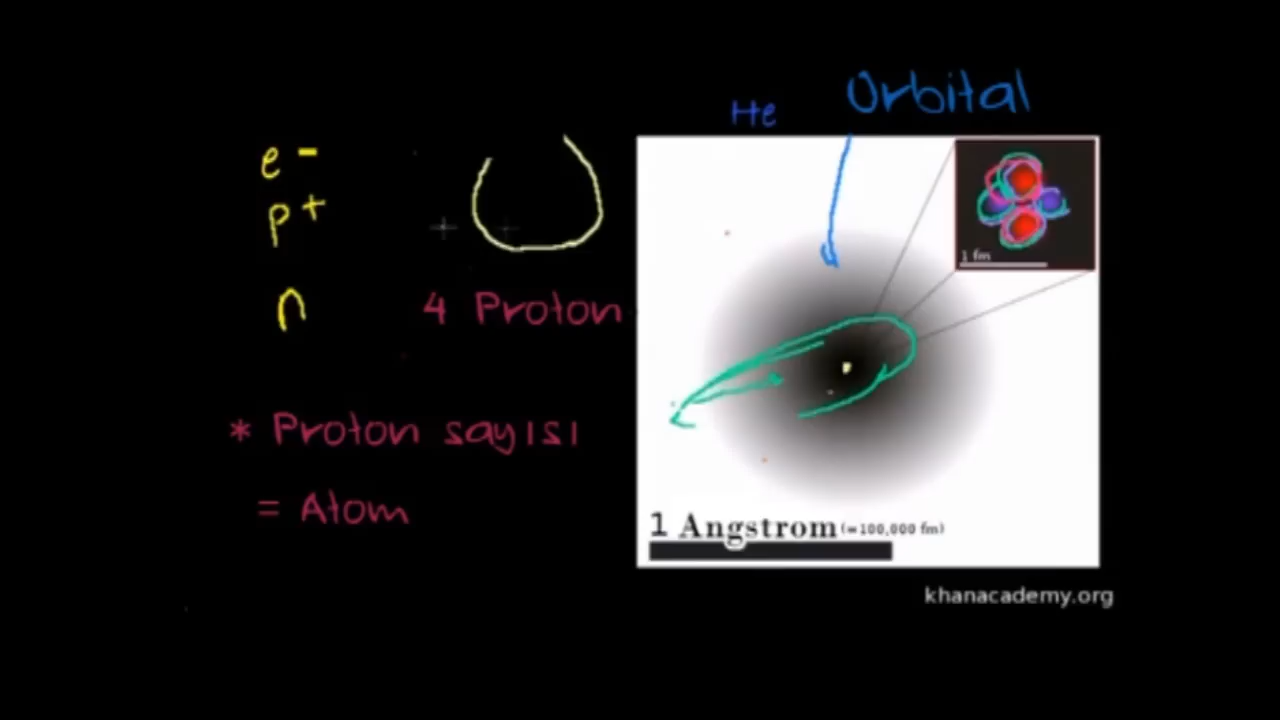 He Orbital
e -
p +
n
4 Proton
* Proton sayısı
= Atom
1 fm
1 Angstrom (=100,000 fm)
khanacademy.org